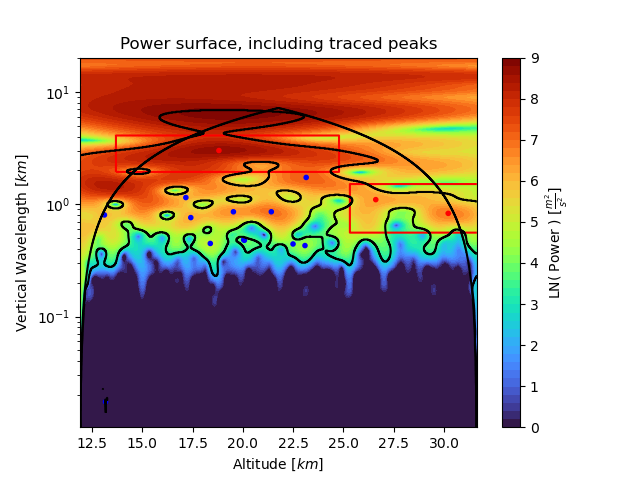 Power surface, including traced peaks
Vertical Wavelength [km]
10¹
10⁰
10⁻¹
12.5 15.0 17.5 20.0 22.5 25.0 27.5 30.0
Altitude [km]
9
8
7
6
5
4
3
2
1
0
LN( Power ) [m²/s²]